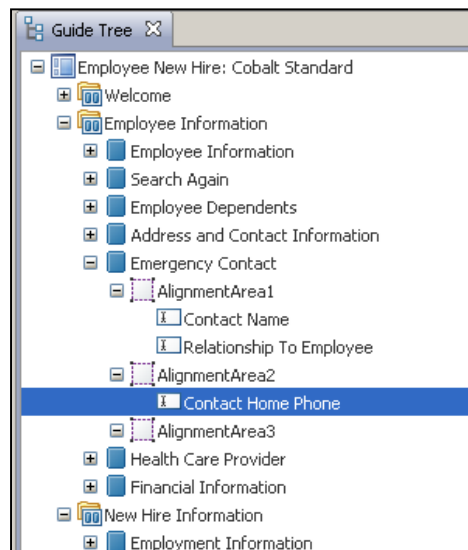 Guide Tree
Employee New Hire: Cobalt Standard
Welcome
Employee Information
Employee Information
Search Again
Employee Dependents
Address and Contact Information
Emergency Contact
AlignmentArea1
Contact Name
Relationship To Employee
AlignmentArea2
Contact Home Phone
AlignmentArea3
Health Care Provider
Financial Information
New Hire Information
Employment Information